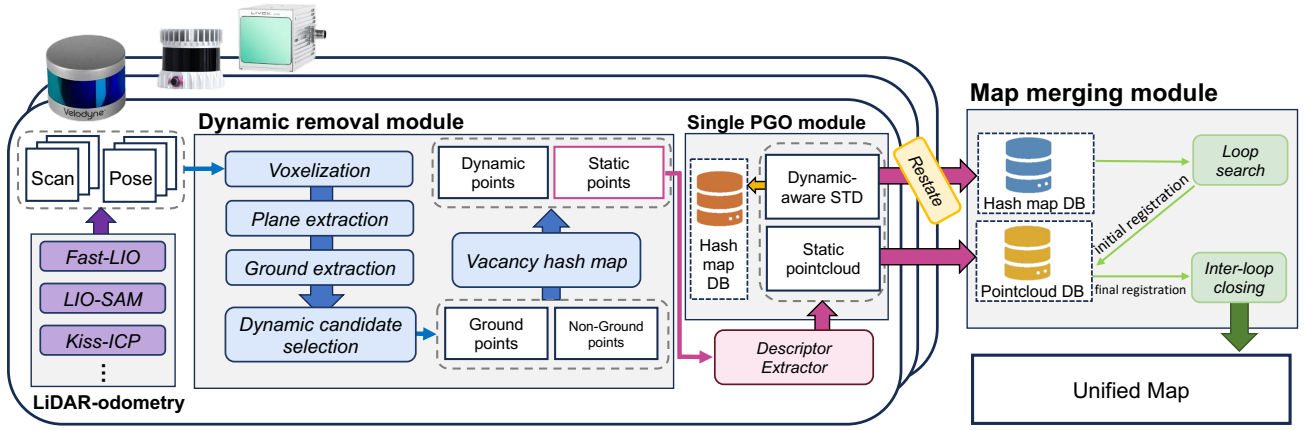 LIVOX
Velodyne
Scan
Pose
Fast-LIO
LIO-SAM
Kiss-ICP
⋮
LiDAR-odometry
Dynamic removal module
Voxelization
Plane extraction
Ground extraction
Dynamic candidate
selection
Dynamic
points
Static
points
Vacancy hash map
Ground
points
Non-Ground
points
Single PGO module
Hash
map
DB
Dynamic-
aware STD
Static
pointcloud
Descriptor
Extractor
Restate
Map merging module
Hash map DB
Loop
search
initial registration
Pointcloud DB
final registration
Inter-loop
closing
Unified Map